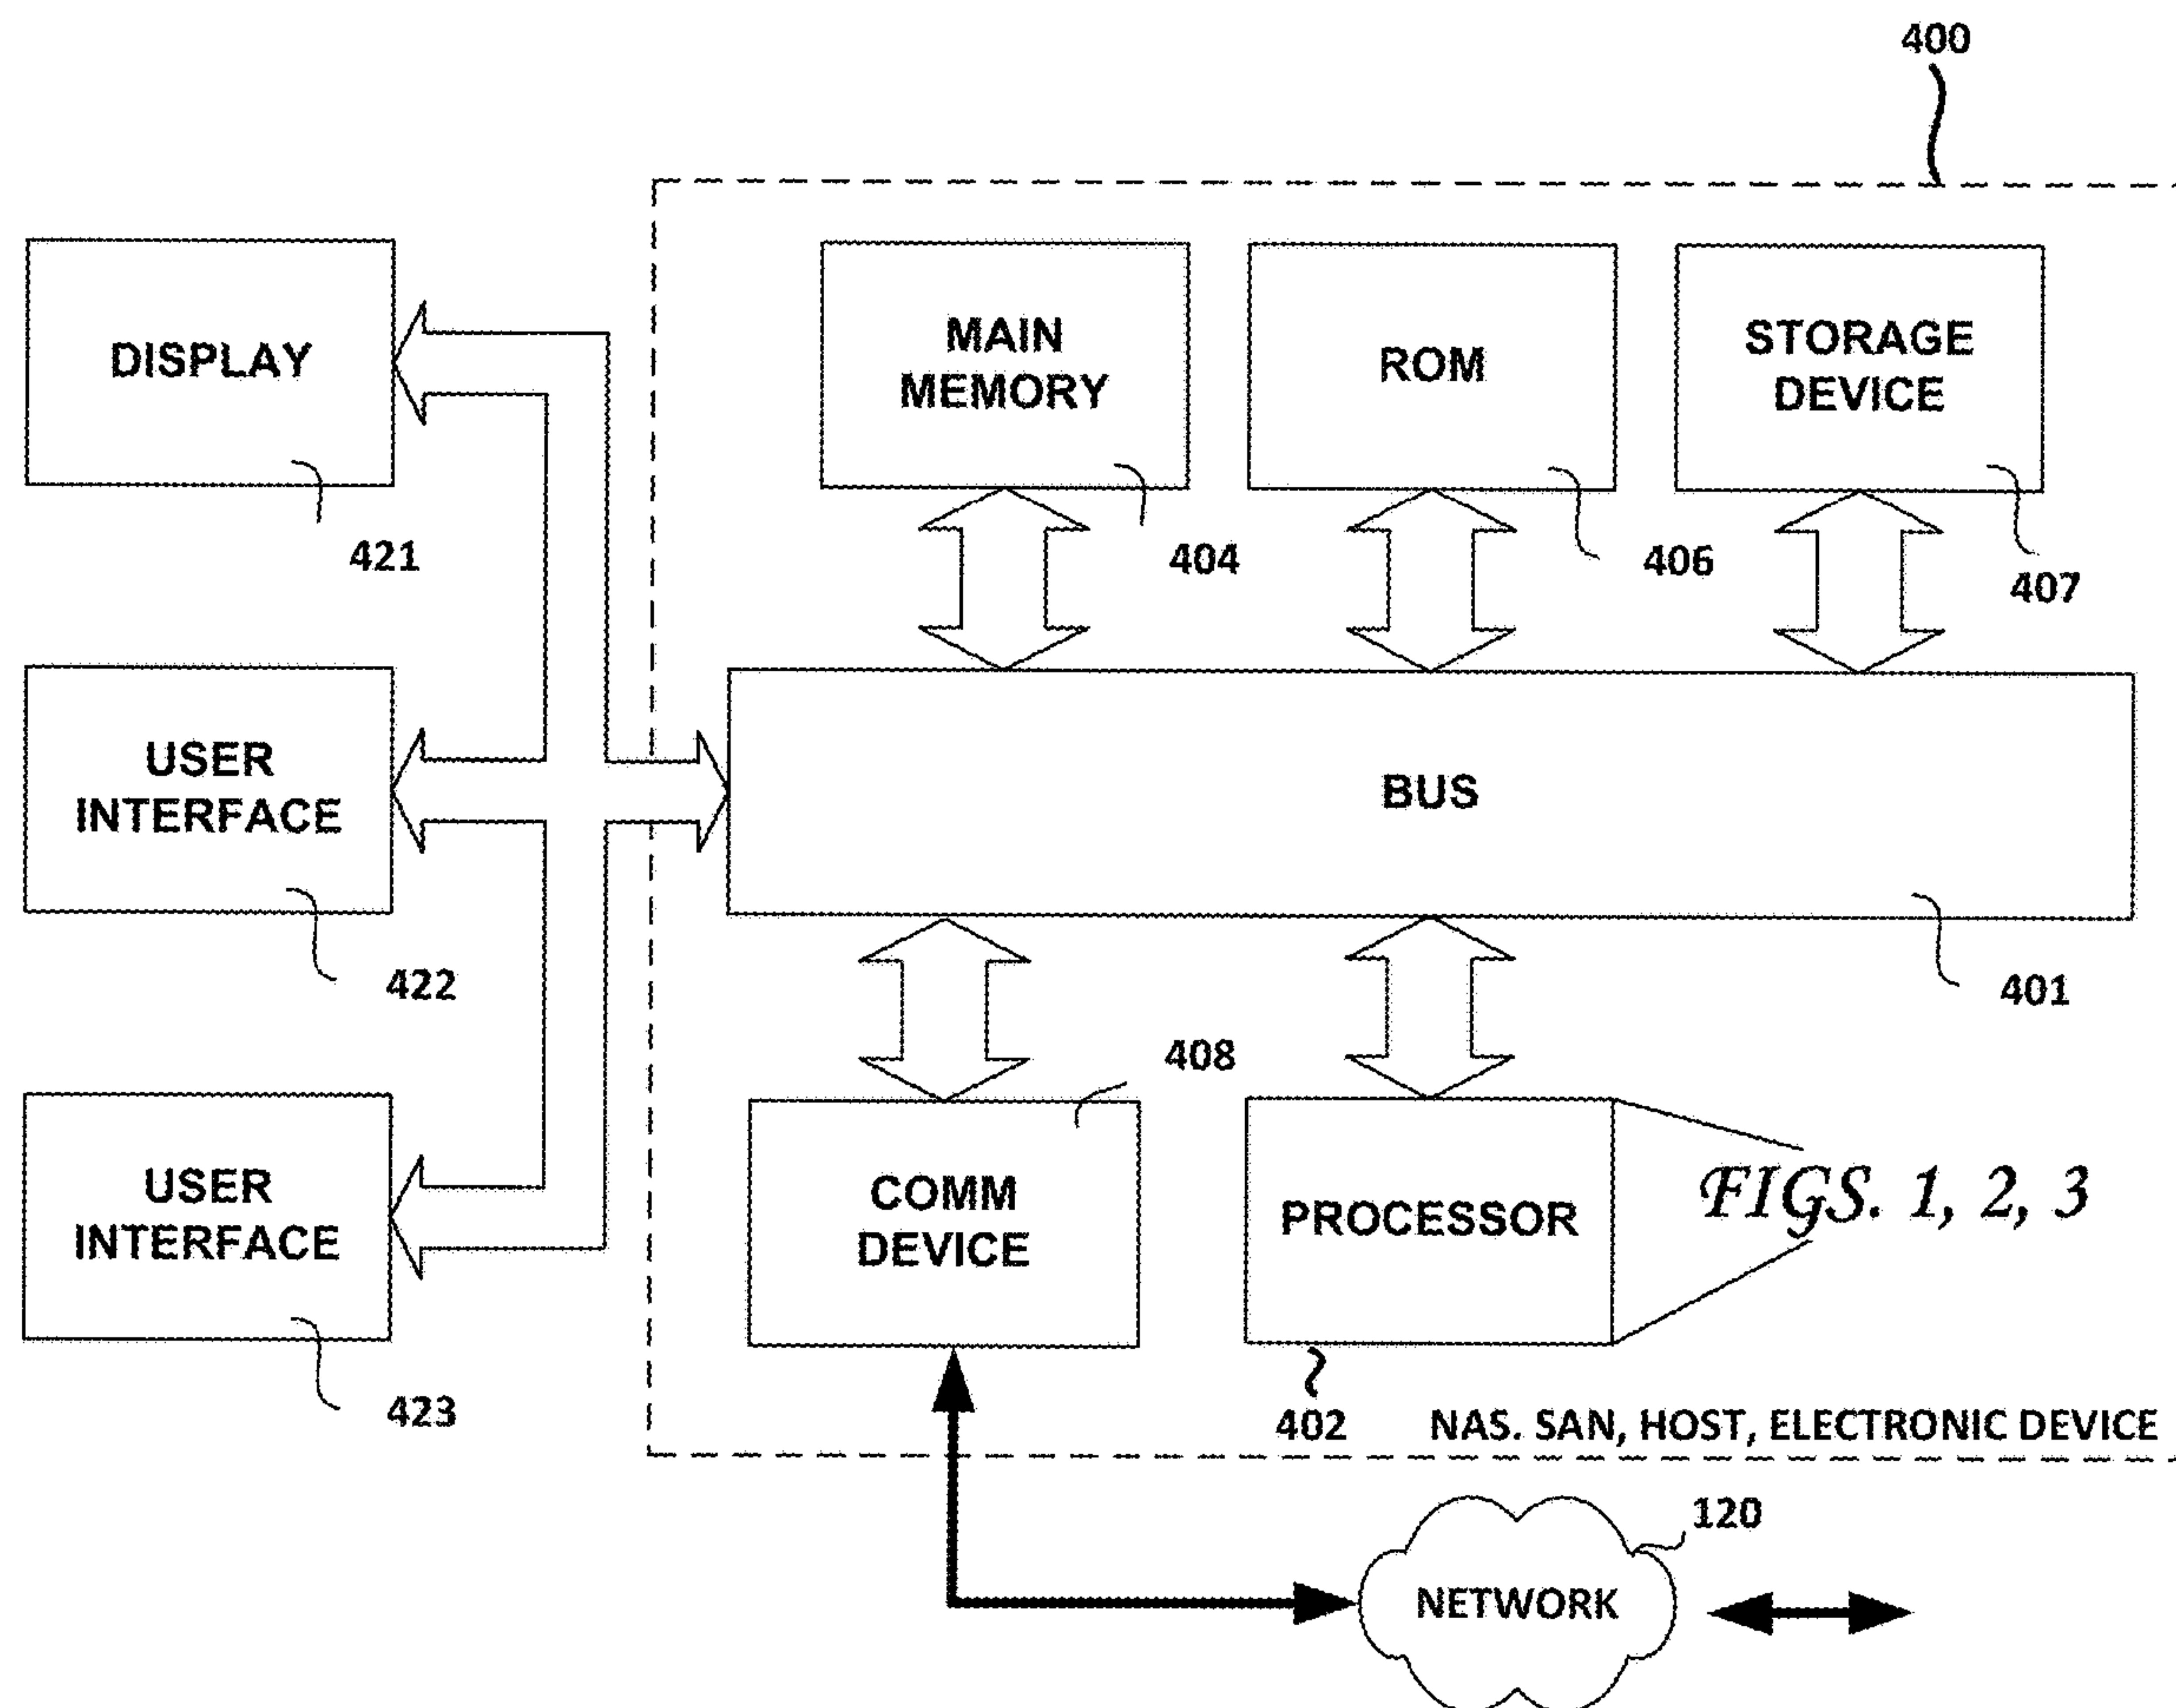 400
DISPLAY
421
MAIN
MEMORY
404
ROM
406
STORAGE
DEVICE
407
USER
INTERFACE
422
BUS
401
USER
INTERFACE
423
408
COMM
DEVICE
PROCESSOR
402
FIGS. 1, 2, 3
NAS. SAN, HOST, ELECTRONIC DEVICE
120
NETWORK